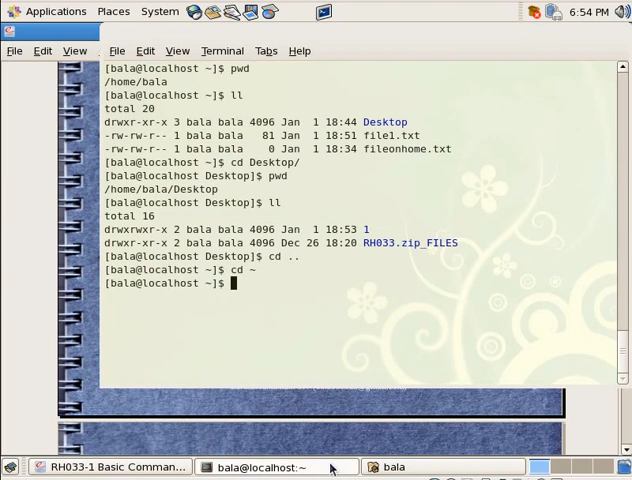 Applications Places System 6:54 PM
File Edit View File Edit View Terminal Tabs Help
[bala@localhost ~]$ pwd
/home/bala
[bala@localhost ~]$ ll
total 20
drwxr-xr-x 3 bala bala 4096 Jan 1 18:44 Desktop
-rw-rw-r-- 1 bala bala 81 Jan 1 18:51 file1.txt
-rw-rw-r-- 1 bala bala 0 Jan 1 18:34 fileonhome.txt
[bala@localhost ~]$ cd Desktop/
[bala@localhost Desktop]$ pwd
/home/bala/Desktop
[bala@localhost Desktop]$ ll
total 16
drwxrwxr-x 2 bala bala 4096 Jan 1 18:53 1
drwxr-xr-x 2 bala bala 4096 Dec 26 18:20 RH033.zip_FILES
[bala@localhost Desktop]$ cd ..
[bala@localhost ~]$ cd ~
[bala@localhost ~]$
RH033-1 Basic Comman... bala@localhost:~ bala